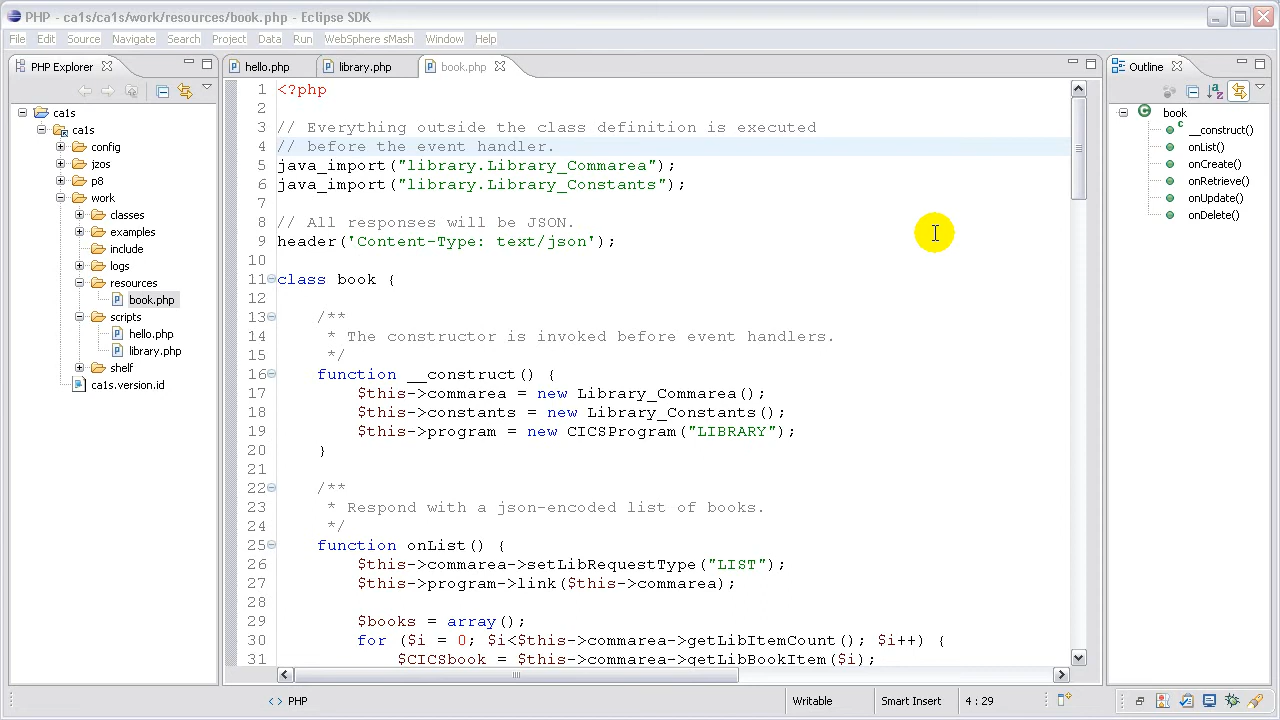 PHP - ca1s/ca1s/work/resources/book.php - Eclipse SDK
File Edit Source Navigate Search Project Data Run WebSphere sMash Window Help
PHP Explorer
ca1s
ca1s
config
jzos
p8
work
classes
examples
include
logs
resources
book.php
scripts
hello.php
library.php
shelf
ca1s.version.id
hello.php library.php book.php
1 <?php
2
3 // Everything outside the class definition is executed
4 // before the event handler.
5 java_import("library.Library_Commarea");
6 java_import("library.Library_Constants");
7
8 // All responses will be JSON.
9 header('Content-Type: text/json');
10
11 class book {
12
13 /**
14 * The constructor is invoked before event handlers.
15 */
16 function __construct() {
17 $this->commarea = new Library_Commarea();
18 $this->constants = new Library_Constants();
19 $this->program = new CICSProgram("LIBRARY");
20 }
21
22 /**
23 * Respond with a json-encoded list of books.
24 */
25 function onList() {
26 $this->commarea->setLibRequestType("LIST");
27 $this->program->link($this->commarea);
28
29 $books = array();
30 for ($i = 0; $i<$this->commarea->getLibItemCount(); $i++) {
31 $CICSbook = $this->commarea->getLibBookItem($i);
Outline
book
__construct()
onList()
onCreate()
onRetrieve()
onUpdate()
onDelete()
<> PHP Writable Smart Insert 4 : 29